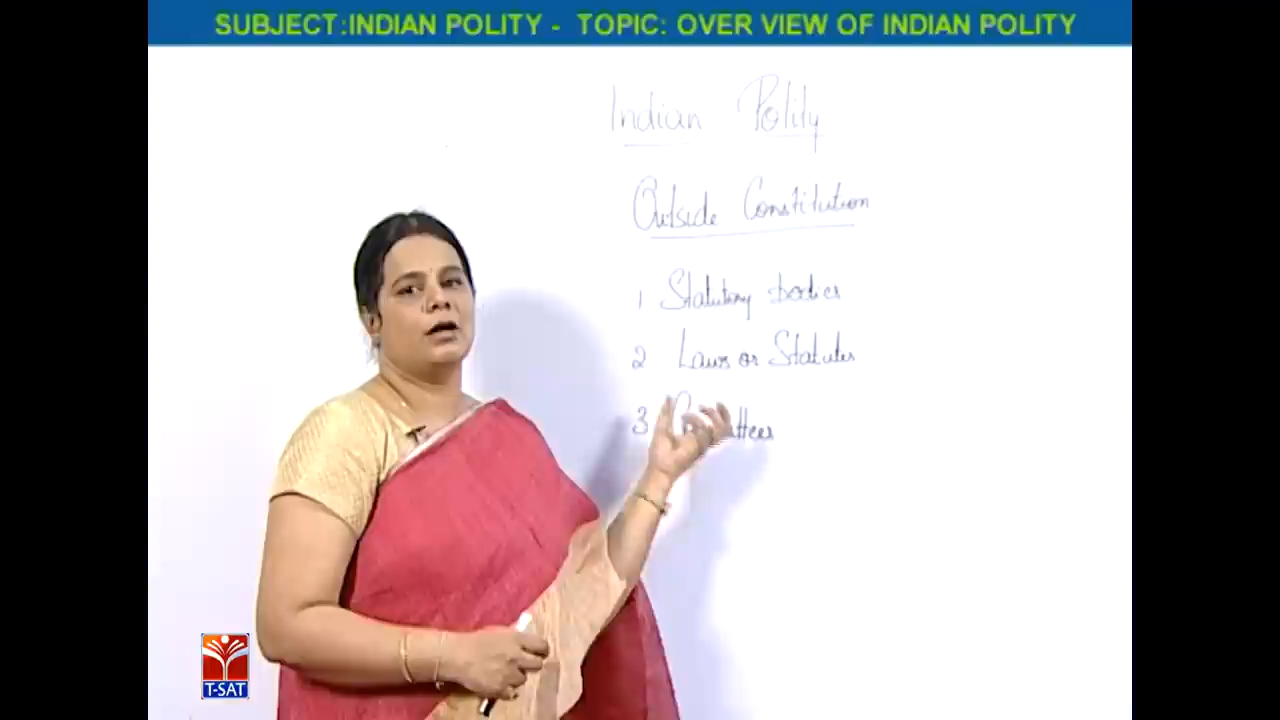 SUBJECT:INDIAN POLITY - TOPIC: OVER VIEW OF INDIAN POLITY
Indian Polity
Outside Constitution
1 Statutory bodies
2 Laws or Statutes
3
T-SAT